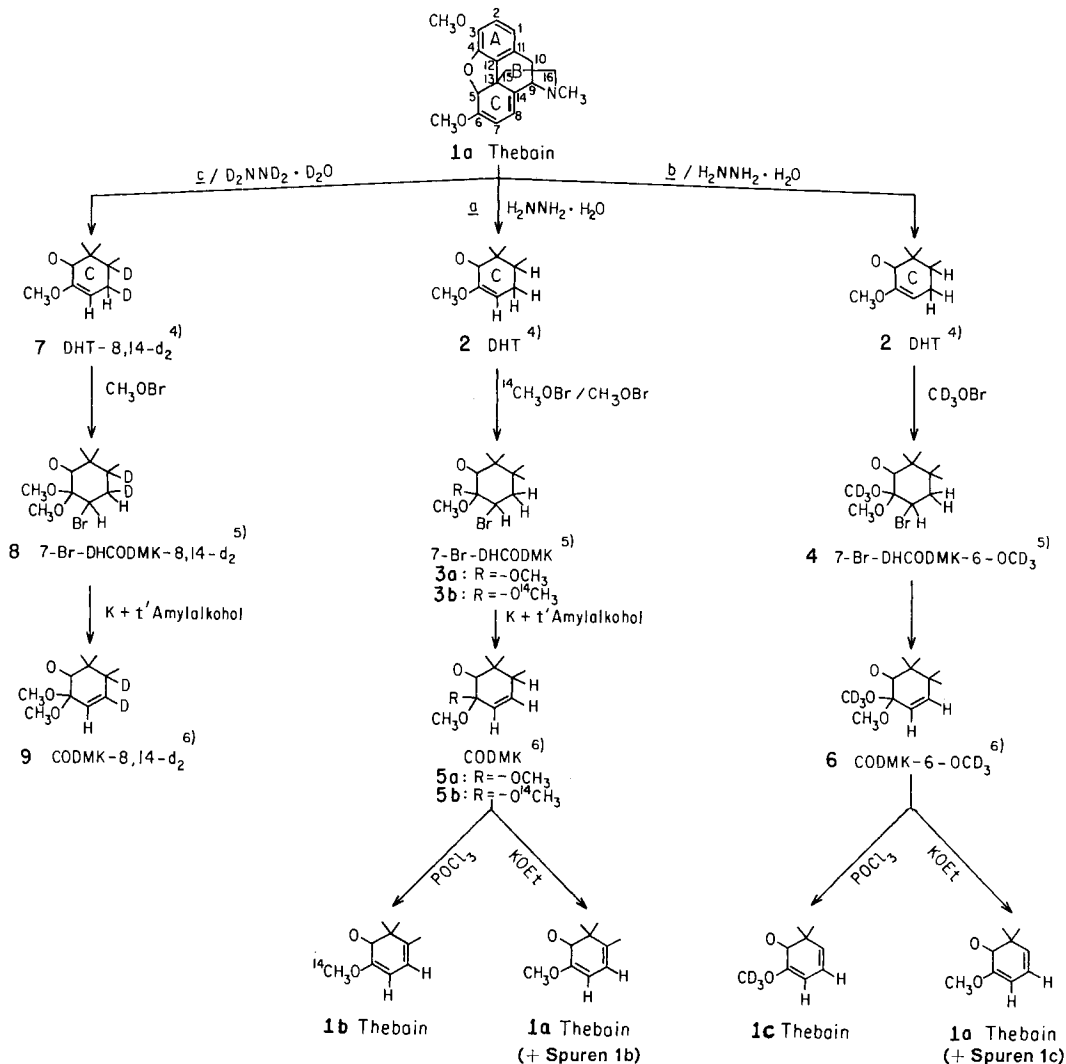 CH₃O 2 1
3 A
4 11 10
O 12 B
13 15 16
5 C 14 9 NCH₃
CH₃O 6 7 8
1a Thebain
c / D₂NND₂ · D₂O
a H₂NNH₂ · H₂O
b / H₂NNH₂ · H₂O
O C D D CH₃O H H
7 DHT-8,14-d₂ 4)
O C H H CH₃O H H
2 DHT 4)
O C H H CH₃O H
2 DHT 4)
CH₃OBr
¹⁴CH₃OBr / CH₃OBr
CD₃OBr
O D D CH₃O CH₃O H Br H
8 7-Br-DHCODMK-8,14-d₂ 5)
O R H H CH₃O Br H
7-Br-DHCODMK 5)
3a: R=-OCH₃
3b: R=-O¹⁴CH₃
O CD₃O H H CH₃O Br H
4 7-Br-DHCODMK-6-OCD₃ 5)
K + t'Amylalkohol
K + t'Amylalkohol
O D CH₃O D CH₃O H
9 CODMK-8,14-d₂ 6)
O H R H CH₃O H
CODMK 6)
5a: R=-OCH₃
5b: R=-O¹⁴CH₃
O CD₃O H CH₃O H
6 CODMK-6-OCD₃ 6)
POCl₃
KOEt
POCl₃
KOEt
O ¹⁴CH₃O H H
1b Thebain
O CH₃O H H
1a Thebain
(+ Spuren 1b)
O CD₃O H H
1c Thebain
O CH₃O H H
1a Thebain
(+ Spuren 1c)